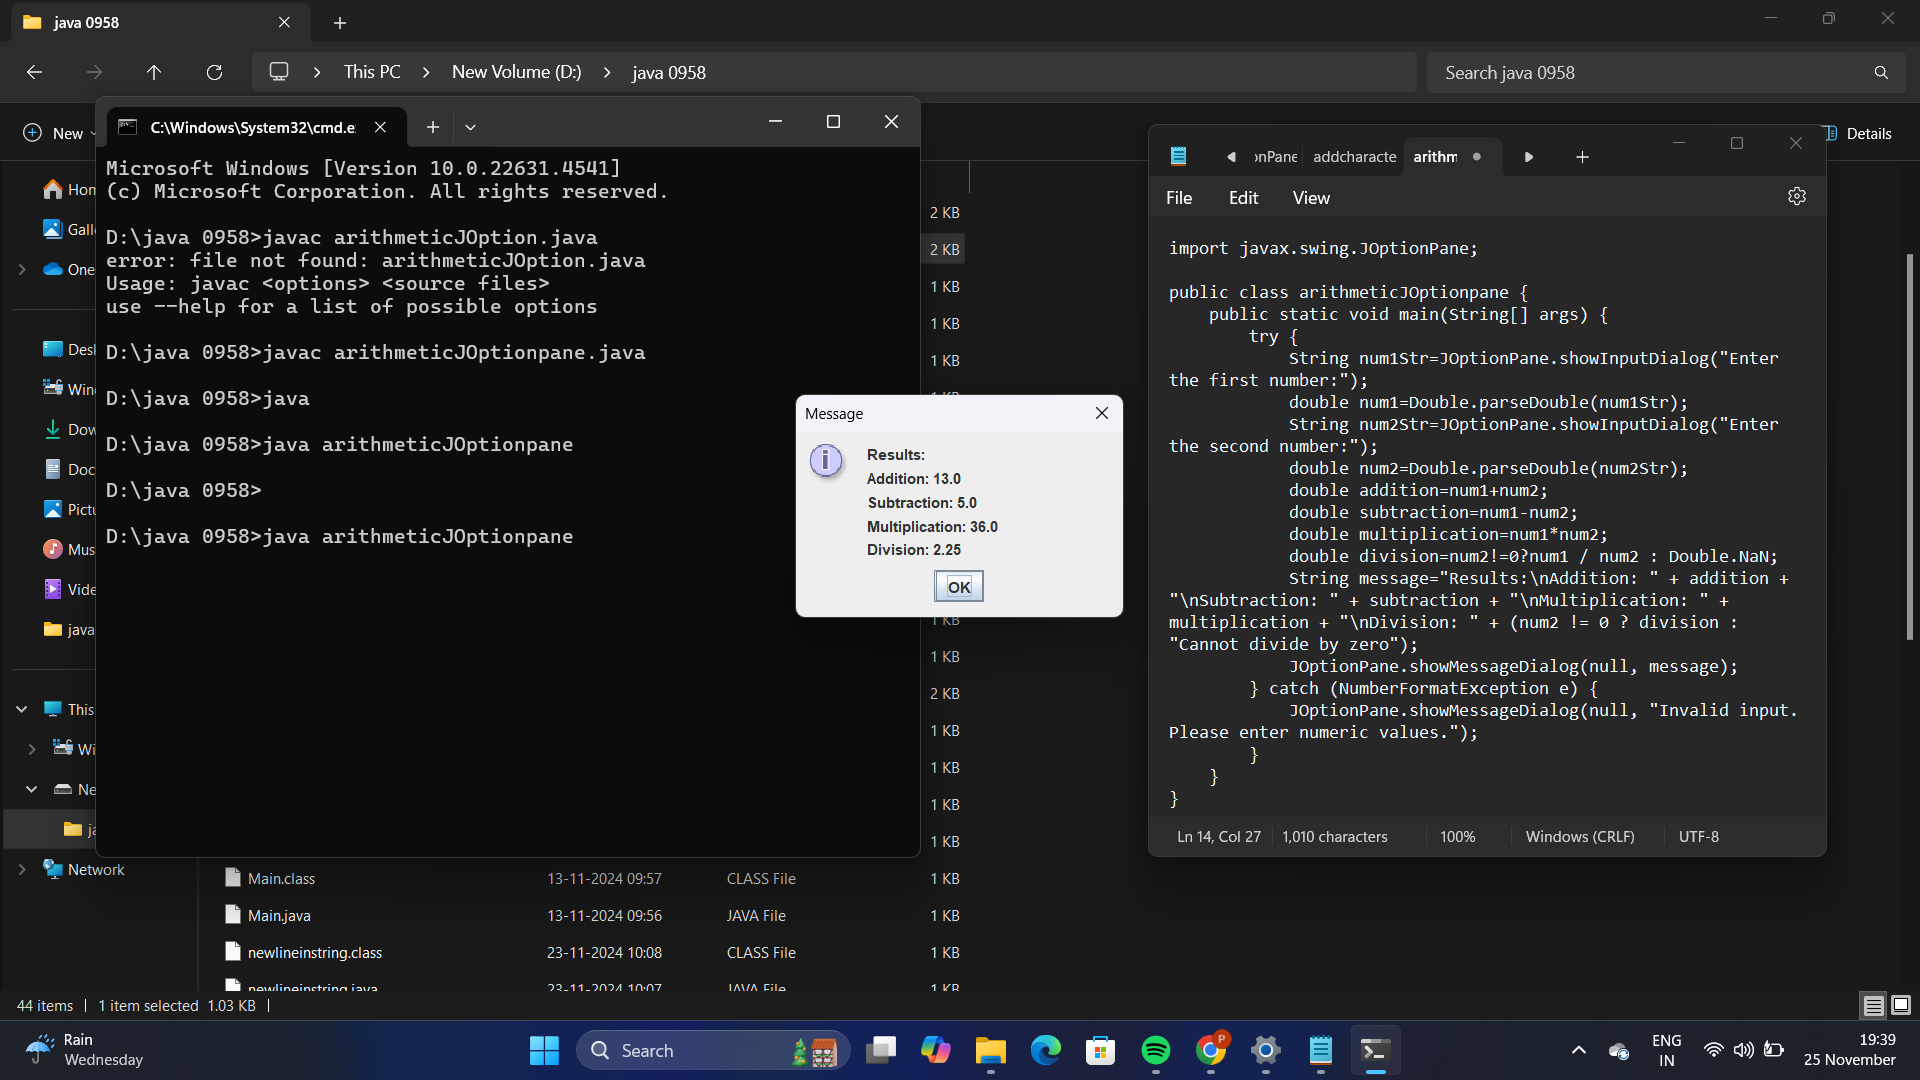 java 0958
This PC
New Volume (D:)
java 0958
Search java 0958
New
Details
C:\Windows\System32\cmd.e
Microsoft Windows [Version 10.0.22631.4541]
(c) Microsoft Corporation. All rights reserved.
D:\java 0958>javac arithmeticJOption.java
error: file not found: arithmeticJOption.java
Usage: javac <options> <source files>
use --help for a list of possible options
D:\java 0958>javac arithmeticJOptionpane.java
D:\java 0958>java
D:\java 0958>java arithmeticJOptionpane
D:\java 0958>
D:\java 0958>java arithmeticJOptionpane
Message
Results:
Addition: 13.0
Subtraction: 5.0
Multiplication: 36.0
Division: 2.25
OK
onPane
addcharacte
arithm
File
Edit
View
import javax.swing.JOptionPane;
public class arithmeticJOptionpane {
public static void main(String[] args) {
try {
String num1Str=JOptionPane.showInputDialog("Enter
the first number:");
double num1=Double.parseDouble(num1Str);
String num2Str=JOptionPane.showInputDialog("Enter
the second number:");
double num2=Double.parseDouble(num2Str);
double addition=num1+num2;
double subtraction=num1-num2;
double multiplication=num1*num2;
double division=num2!=0?num1 / num2 : Double.NaN;
String message="Results:\nAddition: " + addition +
"\nSubtraction: " + subtraction + "\nMultiplication: " +
multiplication + "\nDivision: " + (num2 != 0 ? division :
"Cannot divide by zero");
JOptionPane.showMessageDialog(null, message);
} catch (NumberFormatException e) {
JOptionPane.showMessageDialog(null, "Invalid input.
Please enter numeric values.");
}
}
}
Ln 14, Col 27
1,010 characters
100%
Windows (CRLF)
UTF-8
Hom
Gall
One
Desl
Winc
Dow
Doc
Pictu
Mus
Vide
java
This
Wi
Ne
ja
Network
2 KB
2 KB
1 KB
1 KB
1 KB
1 KB
1 KB
2 KB
1 KB
1 KB
1 KB
1 KB
Main.class 13-11-2024 09:57 CLASS File 1 KB
Main.java 13-11-2024 09:56 JAVA File 1 KB
newlineinstring.class 23-11-2024 10:08 CLASS File 1 KB
newlineinstring.java 23-11-2024 10:07 JAVA File 1 KB
44 items
1 item selected 1.03 KB
Rain
Wednesday
Search
P
ENG
IN
19:39
25 November